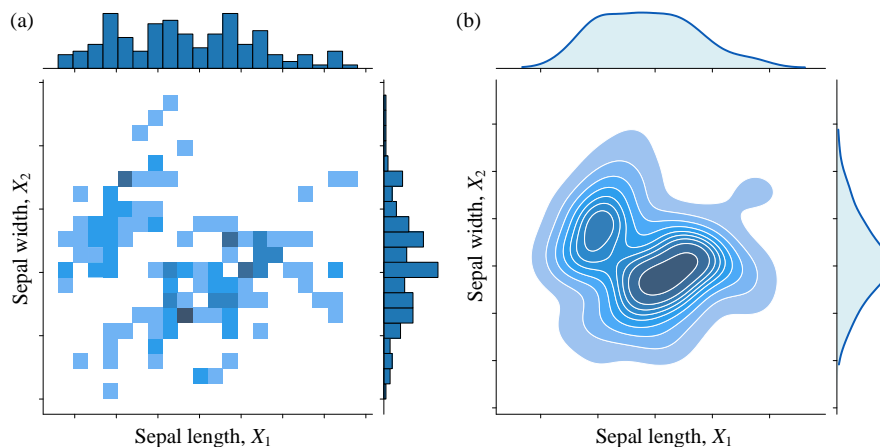 (a)
Sepal width, X₂
Sepal length, X₁
(b)
Sepal width, X₂
Sepal length, X₁